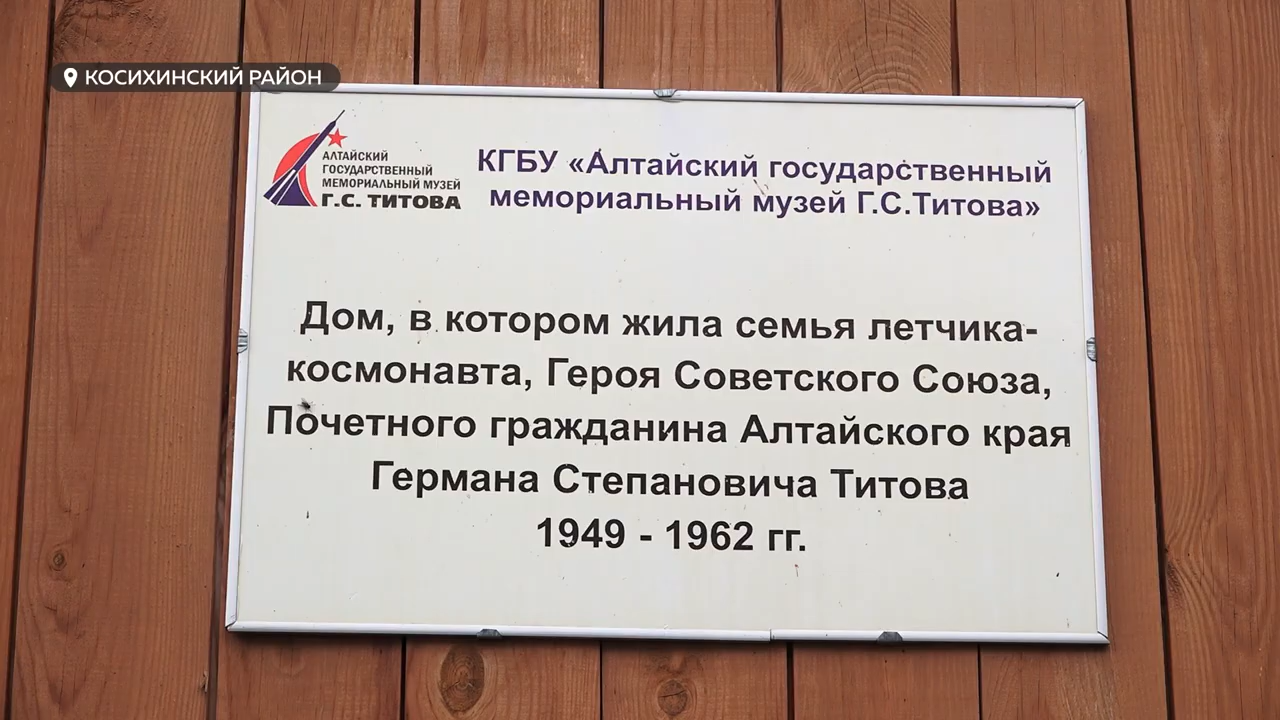 КОСИХИНСКИЙ РАЙОН
АЛТАЙСКИЙ
ГОСУДАРСТВЕННЫЙ
МЕМОРИАЛЬНЫЙ МУЗЕЙ
Г.С. ТИТОВА
КГБУ «Алтайский государственный
мемориальный музей Г.С.Титова»
Дом, в котором жила семья летчика-
космонавта, Героя Советского Союза,
Почетного гражданина Алтайского края
Германа Степановича Титова
1949 - 1962 гг.